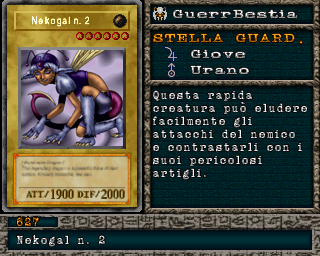 Nekogal n. 2
ATT/1900 DIF/2000
GuerrBestia
STELLA GUARD.
Giove
Urano
Questa rapida
creatura può eludere
facilmente gli
attacchi del nemico
e contrastarli con i
suoi pericolosi
artigli.
627
Nekogal n. 2